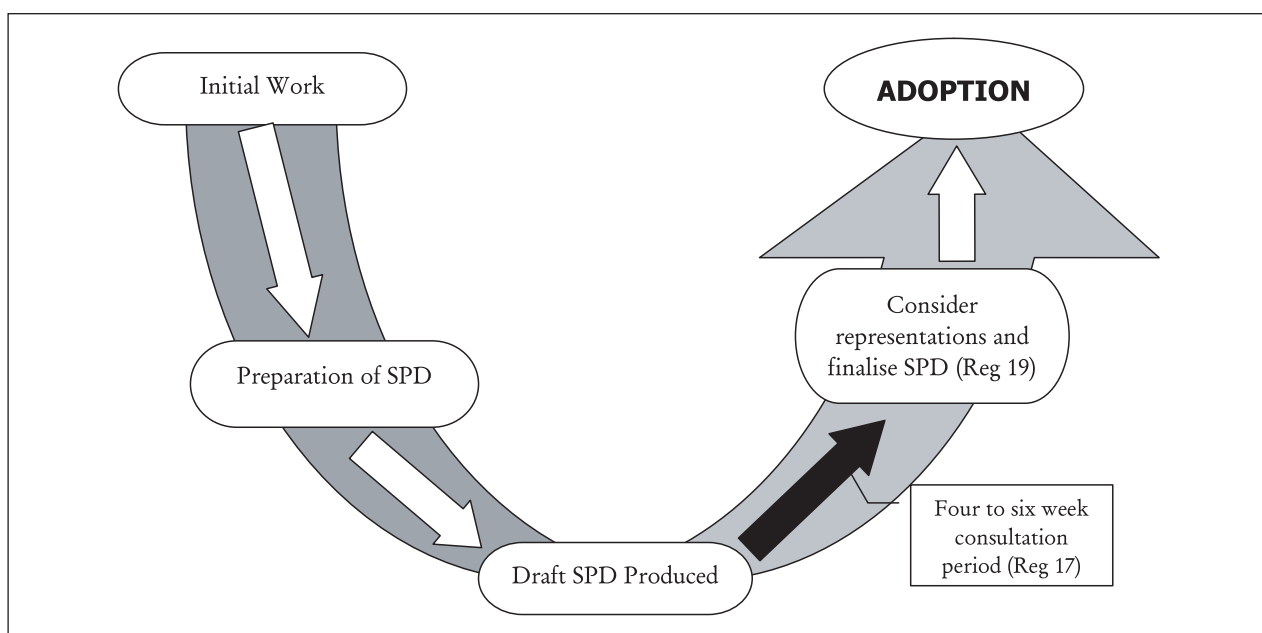 Initial Work
Preparation of SPD
Draft SPD Produced
Four to six week
consultation
period (Reg 17)
Consider
representations and
finalise SPD (Reg 19)
ADOPTION